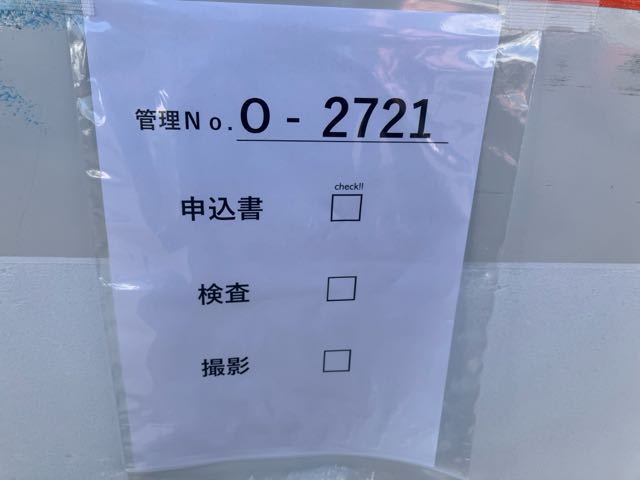 管理No.O - 2721
check!!
申込書 □
検査 □
撮影 □